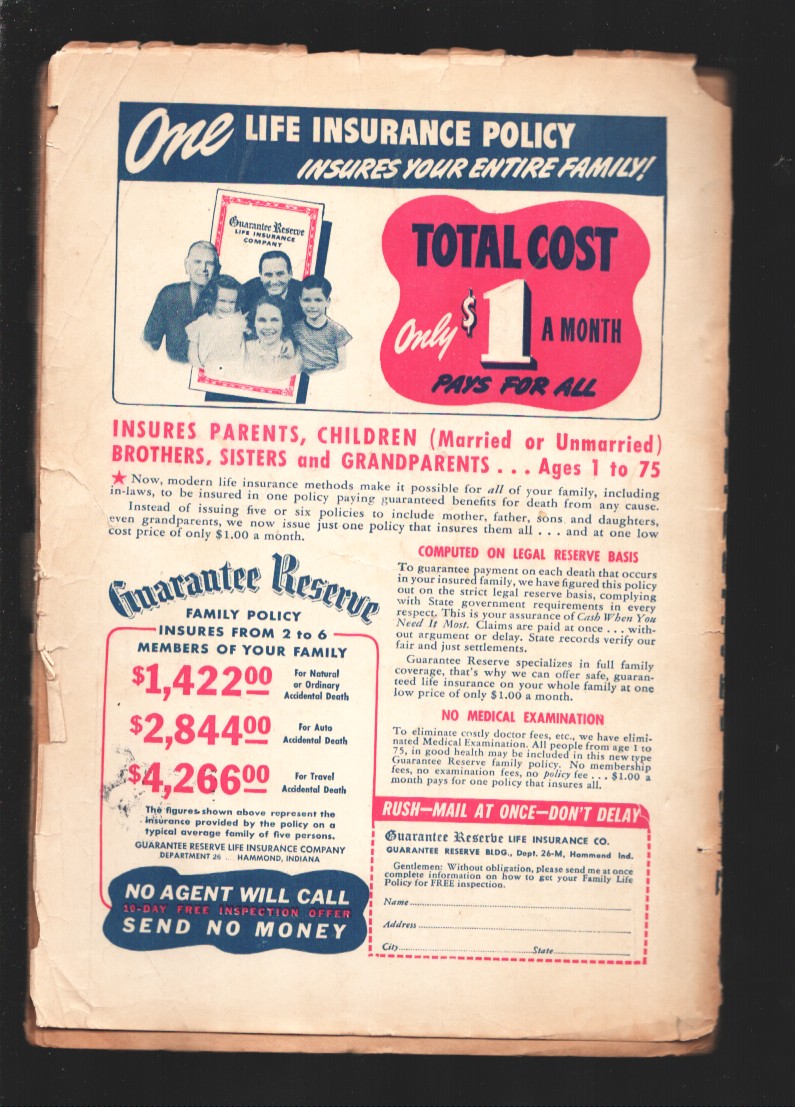 One LIFE INSURANCE POLICY
INSURES YOUR ENTIRE FAMILY!
Guarantee Reserve
LIFE INSURANCE
COMPANY
TOTAL COST
Only $1 A MONTH
PAYS FOR ALL
INSURES PARENTS, CHILDREN (Married or Unmarried)
BROTHERS, SISTERS and GRANDPARENTS . . . Ages 1 to 75
★ Now, modern life insurance methods make it possible for all of your family, including
in-laws, to be insured in one policy paying guaranteed benefits for death from any cause.
Instead of issuing five or six policies to include mother, father, sons and daughters,
even grandparents, we now issue just one policy that insures them all . . . and at one low
cost price of only $1.00 a month.
Guarantee Reserve
FAMILY POLICY
INSURES FROM 2 to 6
MEMBERS OF YOUR FAMILY
$1,422.00 For Natural
or Ordinary
Accidental Death
$2,844.00 For Auto
Accidental Death
$4,266.00 For Travel
Accidental Death
The figures shown above represent the
insurance provided by the policy on a
typical average family of five persons.
GUARANTEE RESERVE LIFE INSURANCE COMPANY
DEPARTMENT 26 . . HAMMOND, INDIANA
NO AGENT WILL CALL
10-DAY FREE INSPECTION OFFER
SEND NO MONEY
COMPUTED ON LEGAL RESERVE BASIS
To guarantee payment on each death that occurs
in your insured family, we have figured this policy
out on the strict legal reserve basis, complying
with State government requirements in every
respect. This is your assurance of Cash When You
Need It Most. Claims are paid at once . . . with-
out argument or delay. State records verify our
fair and just settlements.
Guarantee Reserve specializes in full family
coverage, that's why we can offer safe, guaran-
teed life insurance on your whole family at one
low price of only $1.00 a month.
NO MEDICAL EXAMINATION
To eliminate costly doctor fees, etc., we have elimi-
nated Medical Examination. All people from age 1 to
75, in good health may be included in this new type
Guarantee Reserve family policy. No membership
fees, no examination fees, no policy fee . . . $1.00 a
month pays for one policy that insures all.
RUSH—MAIL AT ONCE—DON'T DELAY
Guarantee Reserve LIFE INSURANCE CO.
GUARANTEE RESERVE BLDG., Dept. 26-M, Hammond Ind.
Gentlemen: Without obligation, please send me at once
complete information on how to get your Family Life
Policy for FREE inspection.
Name
Address
City State